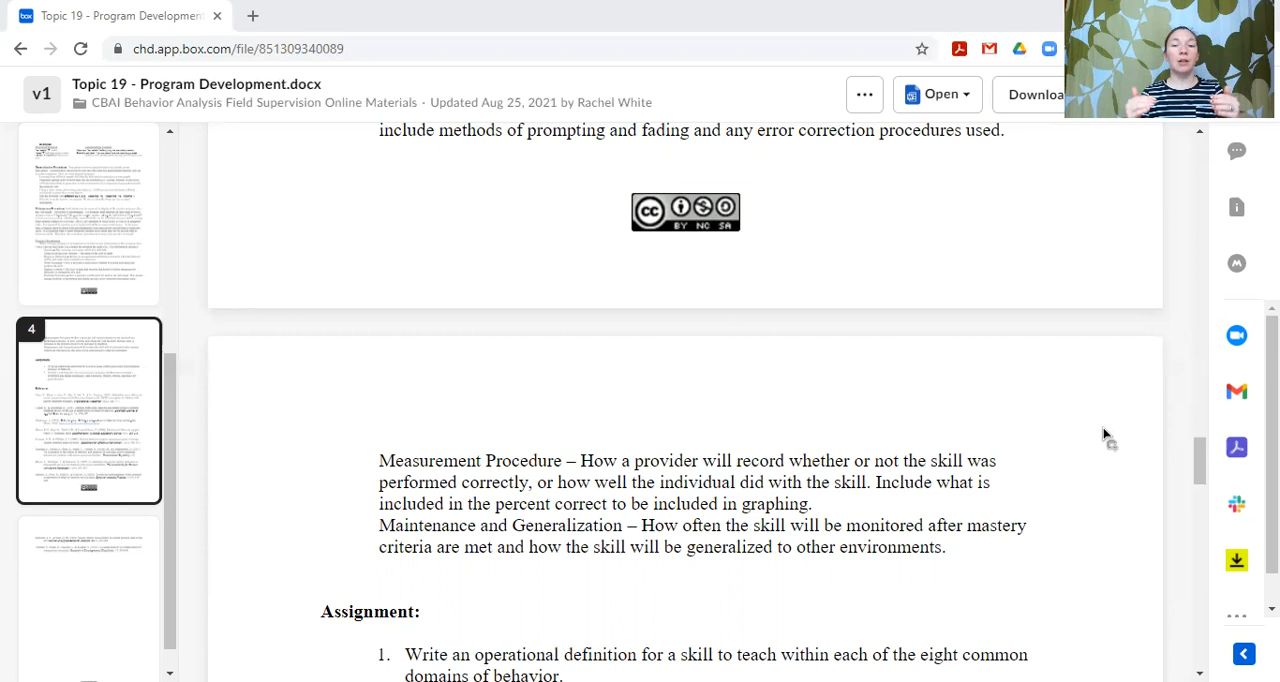 box
Topic 19 - Program Development
chd.app.box.com/file/851309340089
v1
Topic 19 - Program Development.docx
CBAI Behavior Analysis Field Supervision Online Materials · Updated Aug 25, 2021 by Rachel White
Open
Downloa
include methods of prompting and fading and any error correction procedures used.
cc
BY NC SA
4
Measurement Procedure – How a provider will record whether or not the skill was
performed correctly, or how well the individual did with the skill. Include what is
included in the percent correct to be included in graphing.
Maintenance and Generalization – How often the skill will be monitored after mastery
criteria are met and how the skill will be generalized to other environments.
Assignment:
1. Write an operational definition for a skill to teach within each of the eight common
domains of behavior.